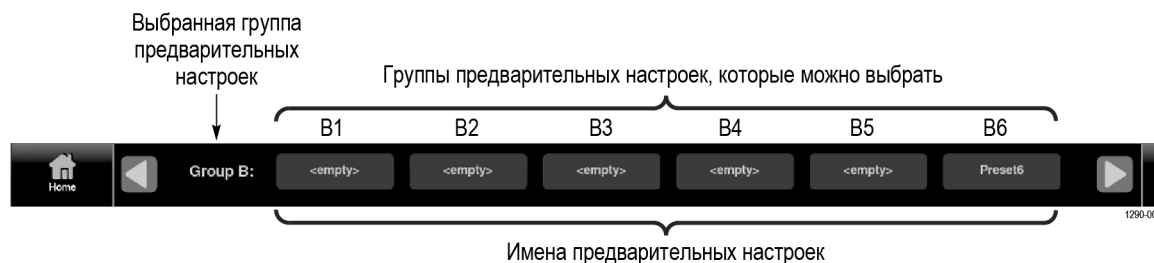 Выбранная группа
предварительных
настроек
Группы предварительных настроек, которые можно выбрать
B1 B2 B3 B4 B5 B6
Home Group B: <empty> <empty> <empty> <empty> <empty> Preset6
Имена предварительных настроек